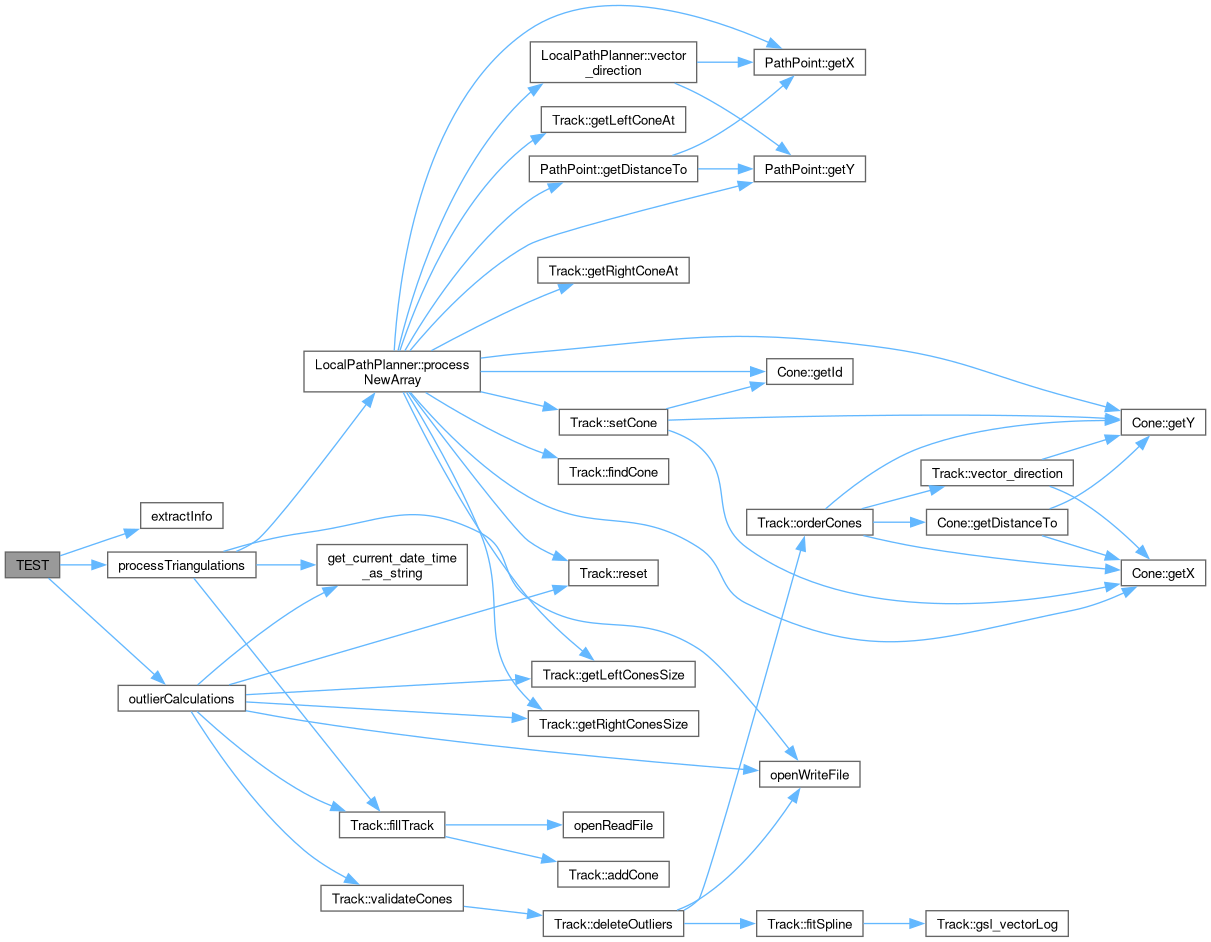 LocalPathPlanner::vector
_direction
PathPoint::getX
Track::getLeftConeAt
PathPoint::getDistanceTo
PathPoint::getY
Track::getRightConeAt
LocalPathPlanner::process
NewArray
Cone::getId
Track::setCone
Cone::getY
Track::findCone
Track::vector_direction
extractInfo
Track::orderCones
Cone::getDistanceTo
TEST
processTriangulations
get_current_date_time
_as_string
Track::reset
Cone::getX
outlierCalculations
Track::getLeftConesSize
Track::getRightConesSize
openWriteFile
Track::fillTrack
openReadFile
Track::addCone
Track::validateCones
Track::deleteOutliers
Track::fitSpline
Track::gsl_vectorLog